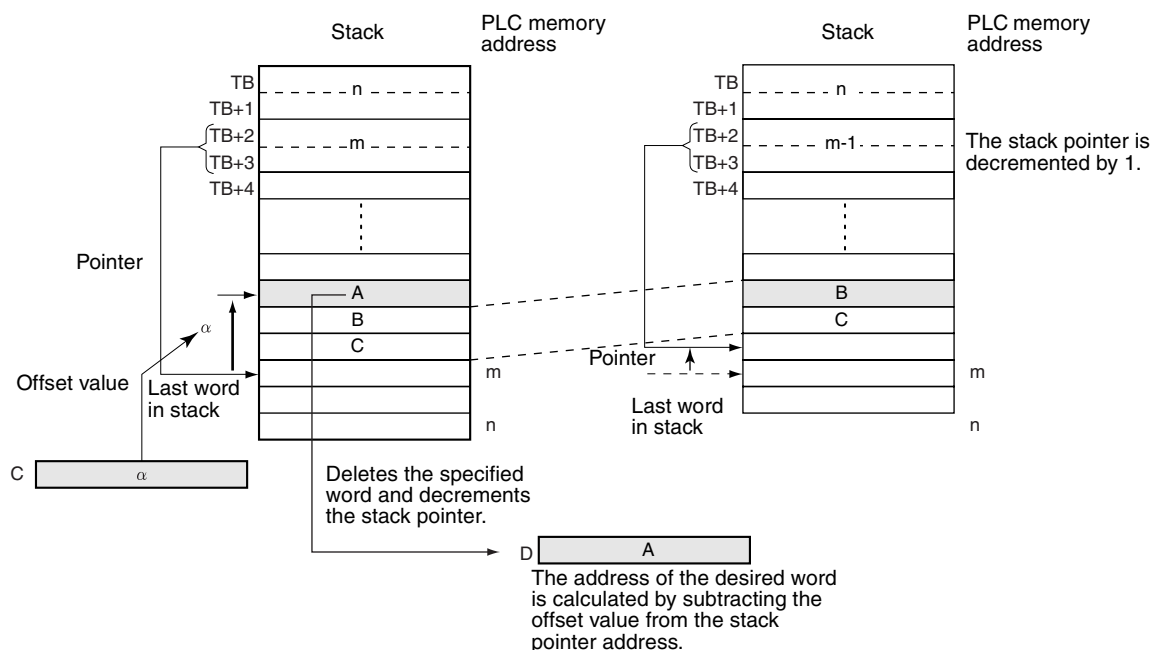 Stack
PLC memory
address
TB
n
TB+1
TB+2
m
TB+3
TB+4
Pointer
A
α
B
C
Offset value
Last word
in stack
m
n
C
α
Deletes the specified
word and decrements
the stack pointer.
D
A
The address of the desired word
is calculated by subtracting the
offset value from the stack
pointer address.
Stack
PLC memory
address
TB
n
TB+1
TB+2
m-1
TB+3
TB+4
The stack pointer is
decremented by 1.
B
C
Pointer
m
Last word
in stack
n